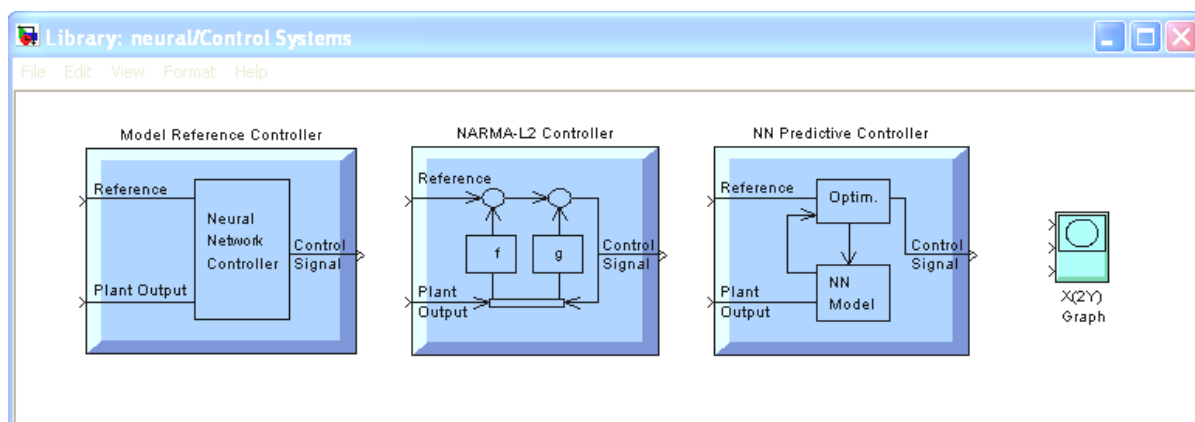 Library: neural/Control Systems
File Edit View Format Help
Model Reference Controller
Reference
Neural
Network
Controller
Control
Signal
Plant Output
NARMA-L2 Controller
Reference
f
g
Control
Signal
Plant
Output
NN Predictive Controller
Reference
Optim.
Control
Signal
NN
Model
Plant
Output
X(2Y)
Graph